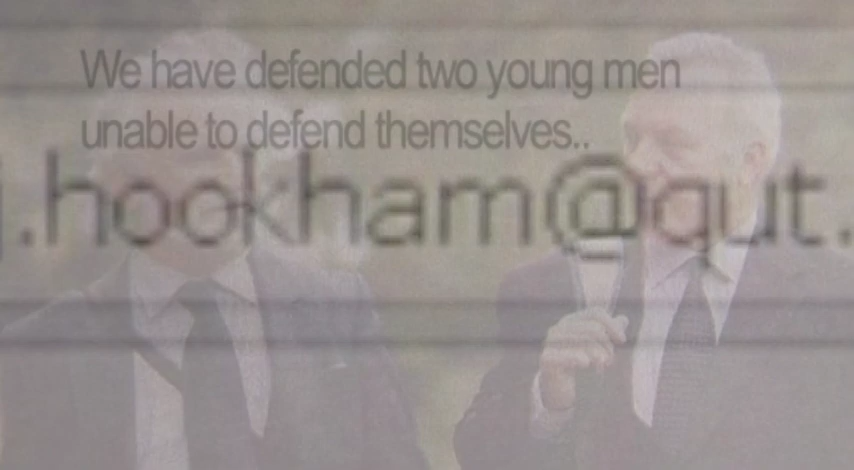 We have defended two young men
unable to defend themselves..
j.hookham@qut.